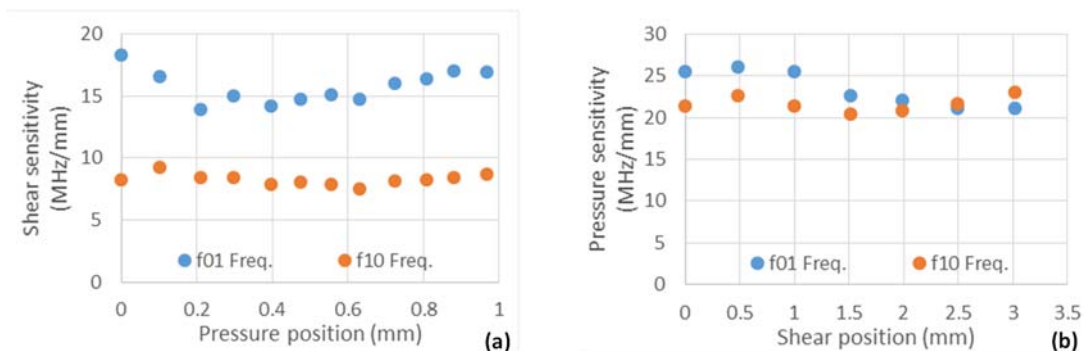 Shear sensitivity
(MHz/mm)
20
15
10
5
0
f01 Freq.
f10 Freq.
0 0.2 0.4 0.6 0.8 1
Pressure position (mm)
(a)
Pressure sensitivity
(MHz/mm)
30
25
20
15
10
5
0
f01 Freq.
f10 Freq.
0 0.5 1 1.5 2 2.5 3 3.5
Shear position (mm)
(b)